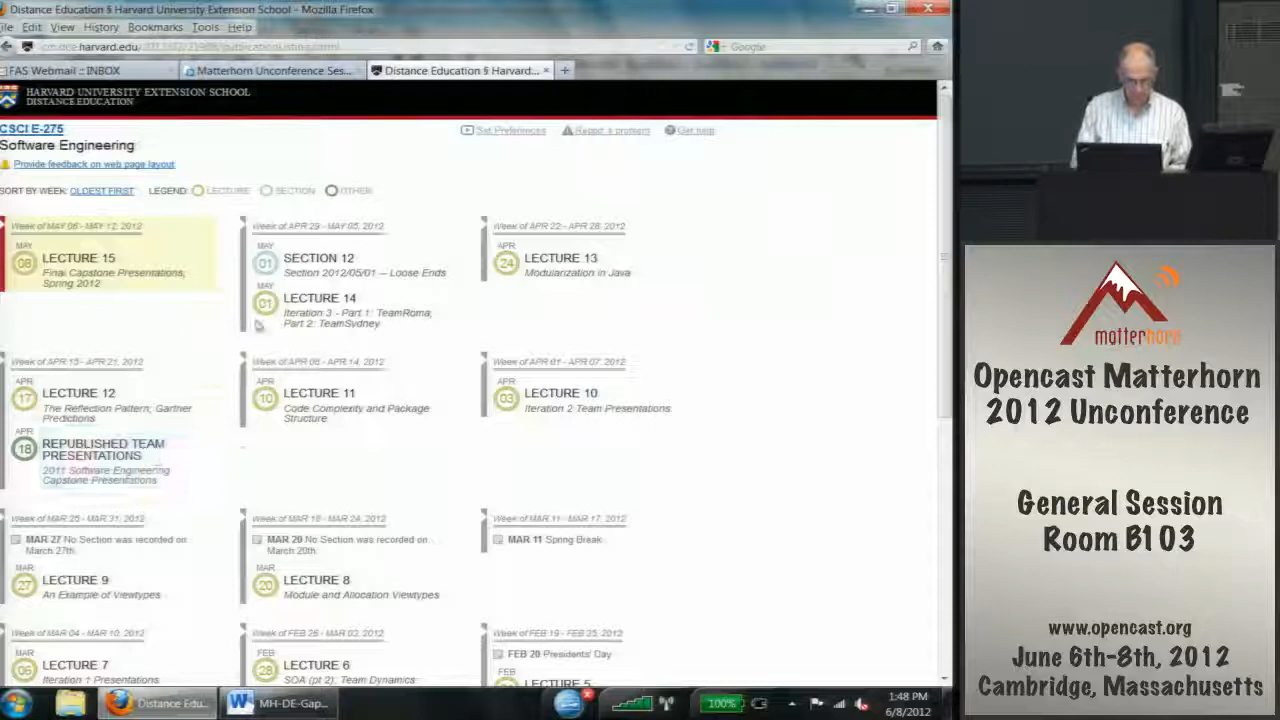 Distance Education § Harvard University Extension School - Mozilla Firefox
ile Edit View History Bookmarks Tools Help
Google
FAS Webmail :: INBOX
Matterhorn Unconference Ses...
Distance Education § Harvard...
HARVARD UNIVERSITY EXTENSION SCHOOL
DISTANCE EDUCATION
CSCI E-275
Set Preferences
Report a problem
Get help
Software Engineering
Provide feedback on web page layout
SORT BY WEEK: OLDEST FIRST LEGEND: LECTURE SECTION OTHER
Week of MAY 06 - MAY 12, 2012
MAY
08
LECTURE 15
Final Capstone Presentations,
Spring 2012
Week of APR 29 - MAY 05, 2012
MAY
01
SECTION 12
Section 2012/05/01 -- Loose Ends
MAY
01
LECTURE 14
Iteration 3 - Part 1: TeamRoma;
Part 2: TeamSydney
Week of APR 22 - APR 28, 2012
APR
24
LECTURE 13
Modularization in Java
Week of APR 15 - APR 21, 2012
APR
17
LECTURE 12
The Reflection Pattern; Gartner
Predictions
APR
18
REPUBLISHED TEAM
PRESENTATIONS
2011 Software Engineering
Capstone Presentations
Week of APR 08 - APR 14, 2012
APR
10
LECTURE 11
Code Complexity and Package
Structure
Week of APR 01 - APR 07, 2012
APR
03
LECTURE 10
Iteration 2 Team Presentations
Week of MAR 25 - MAR 31, 2012
MAR 27 No Section was recorded on
March 27th.
MAR
27
LECTURE 9
An Example of Viewtypes
Week of MAR 18 - MAR 24, 2012
MAR 20 No Section was recorded on
March 20th.
MAR
20
LECTURE 8
Module and Allocation Viewtypes
Week of MAR 11 - MAR 17, 2012
MAR 11 Spring Break
Week of MAR 04 - MAR 10, 2012
MAR
06
LECTURE 7
Iteration 1 Presentations
Week of FEB 26 - MAR 03, 2012
FEB
28
LECTURE 6
SOA (pt 2); Team Dynamics
Week of FEB 19 - FEB 25, 2012
FEB 20 Presidents' Day
FEB
LECTURE 5
Distance Edu...
MH-DE-Gap...
100%
1:48 PM
6/8/2012
matterhorn
Opencast Matterhorn
2012 Unconference
General Session
Room B103
www.opencast.org
June 6th-8th, 2012
Cambridge, Massachusetts